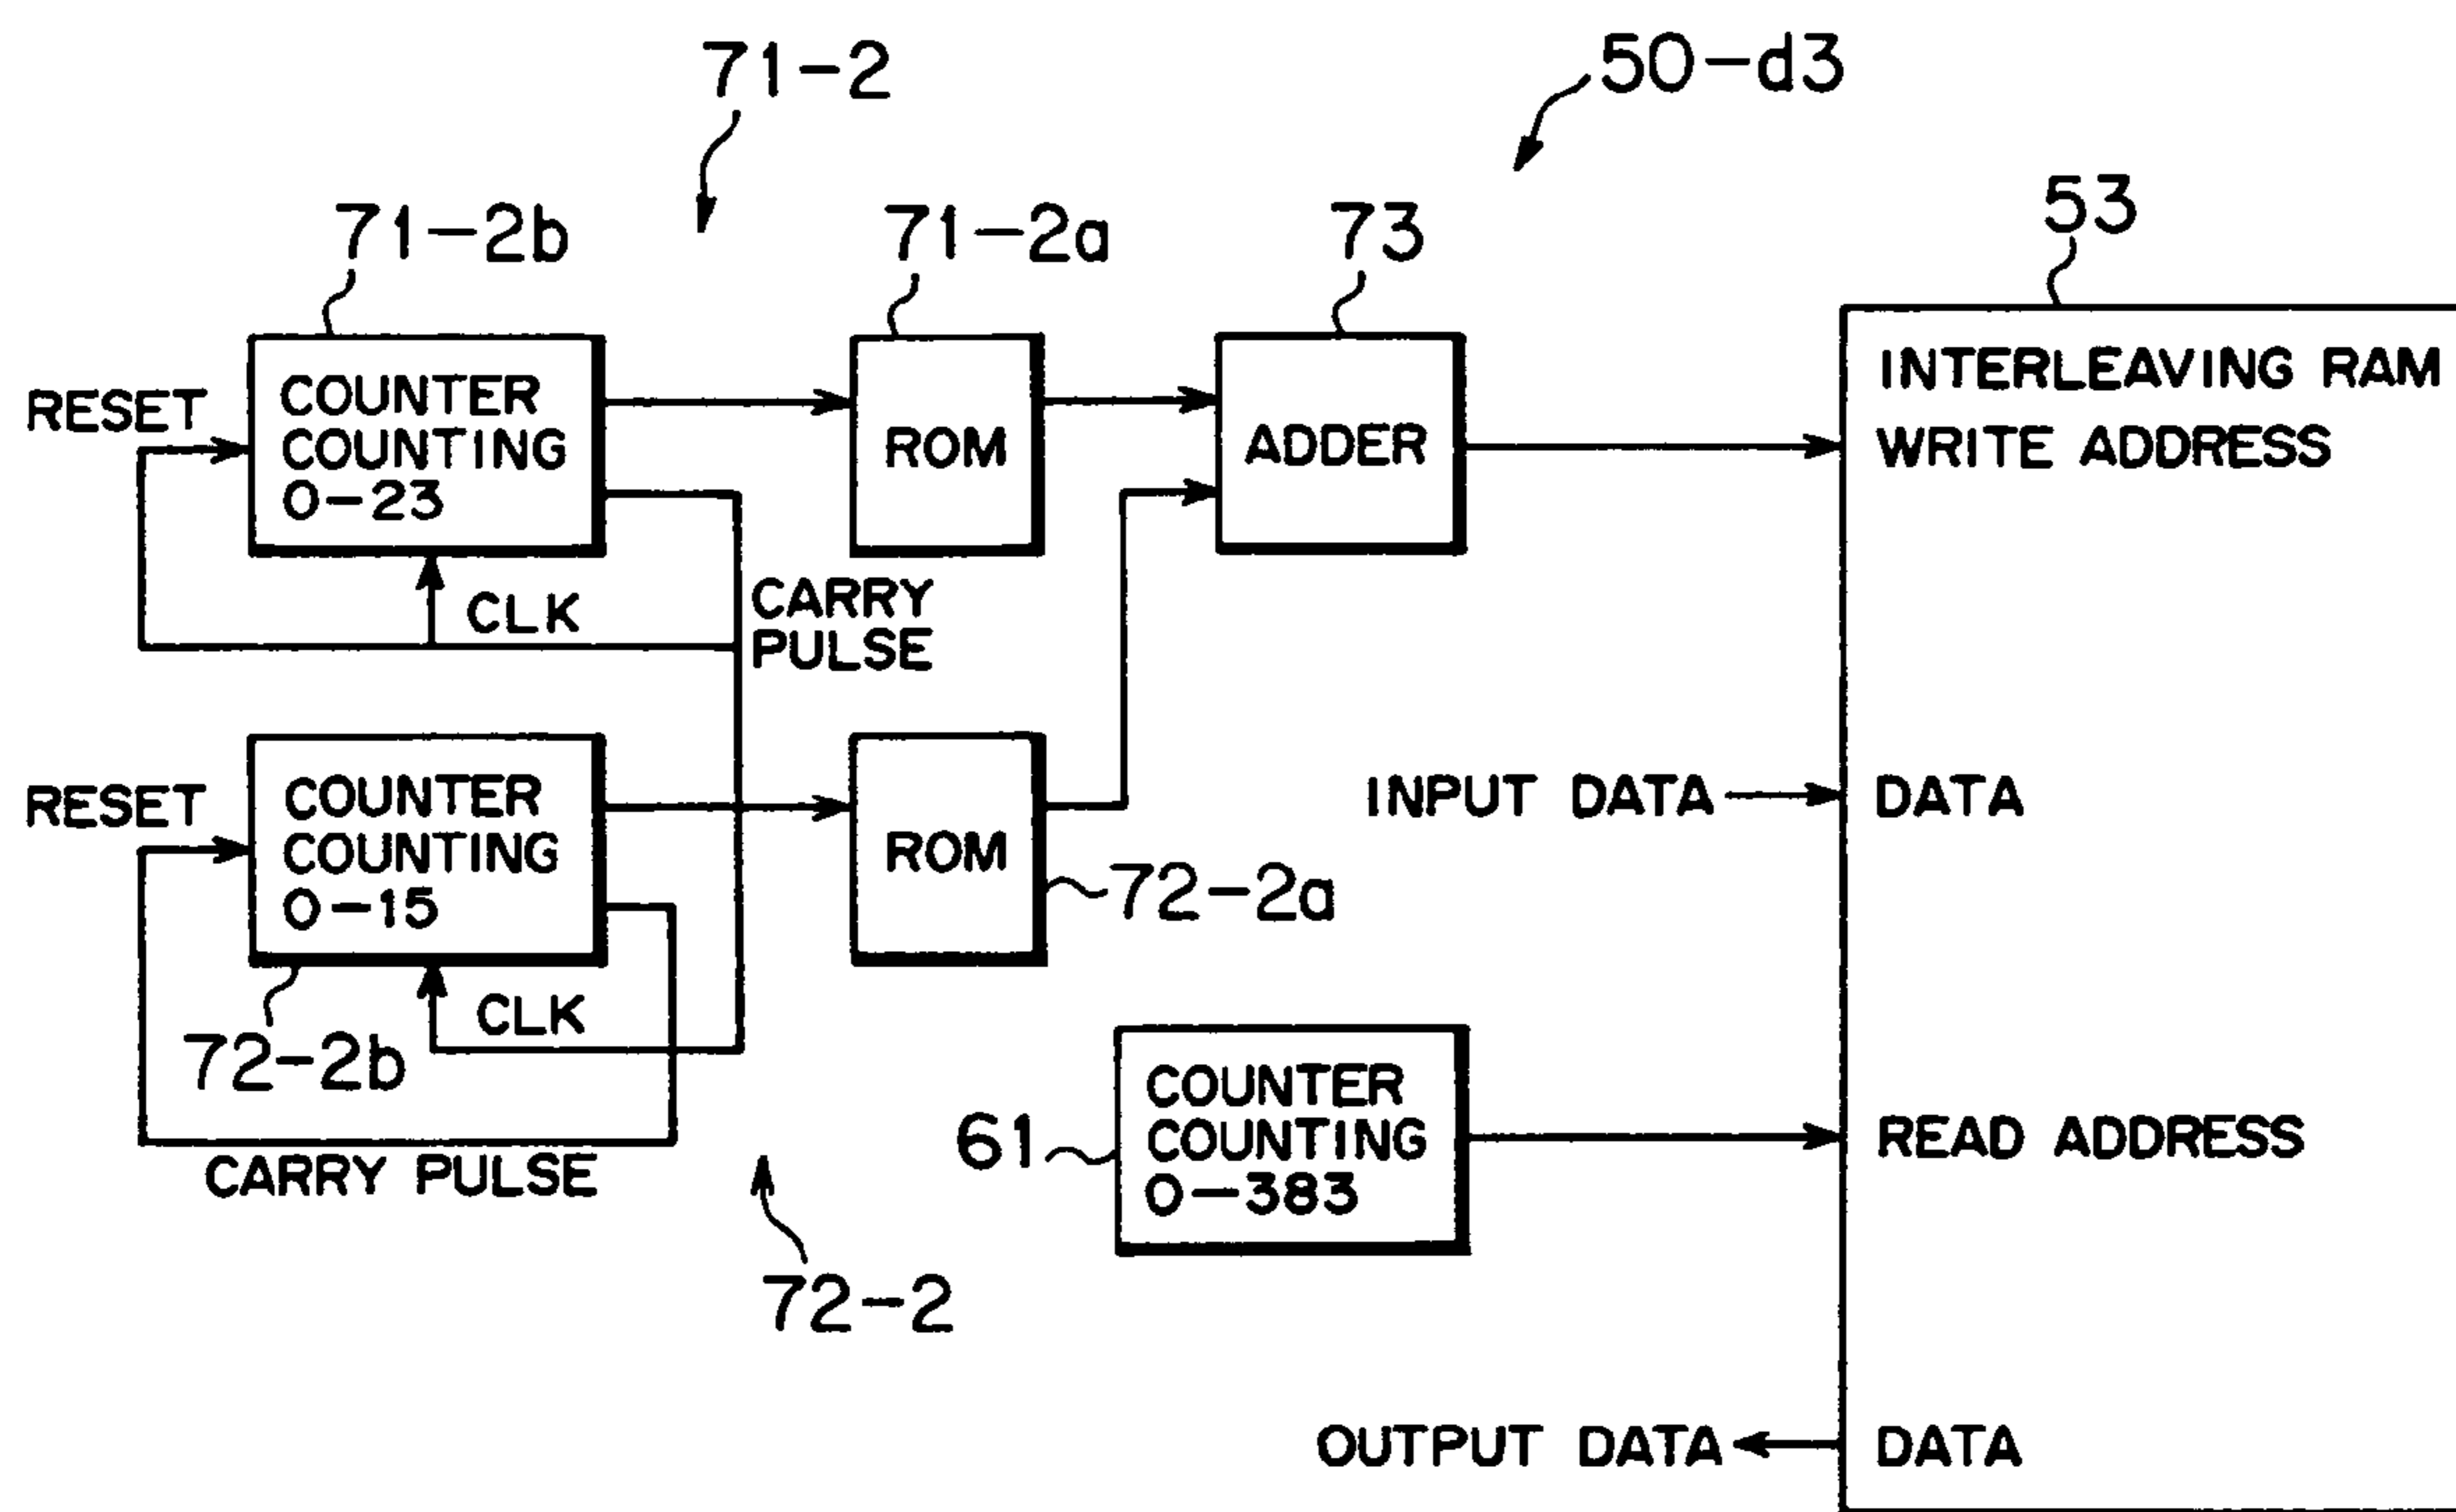 71-2
50-d3
71-2b
71-2a
73
53
RESET
COUNTER
COUNTING
0-23
ROM
ADDER
INTERLEAVING RAM
WRITE ADDRESS
CLK
CARRY
PULSE
RESET
COUNTER
COUNTING
0-15
ROM
72-2a
INPUT DATA
DATA
CLK
72-2b
CARRY PULSE
61
COUNTER
COUNTING
0-383
READ ADDRESS
72-2
OUTPUT DATA
DATA